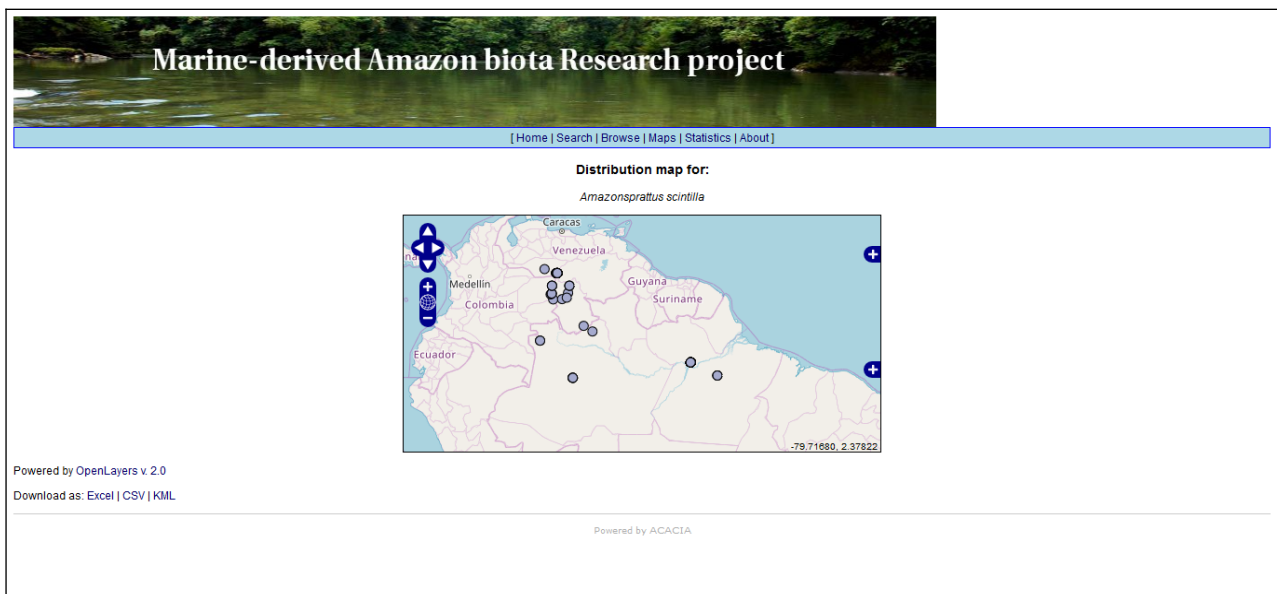 Marine-derived Amazon biota Research project
[ Home | Search | Browse | Maps | Statistics | About ]
Distribution map for:
Amazonsprattus scintilla
Caracas
Venezuela
na
Medellín
Guyana
Suriname
Colombia
Ecuador
-79.71680, 2.37822
Powered by OpenLayers v. 2.0
Download as: Excel | CSV | KML
Powered by ACACIA